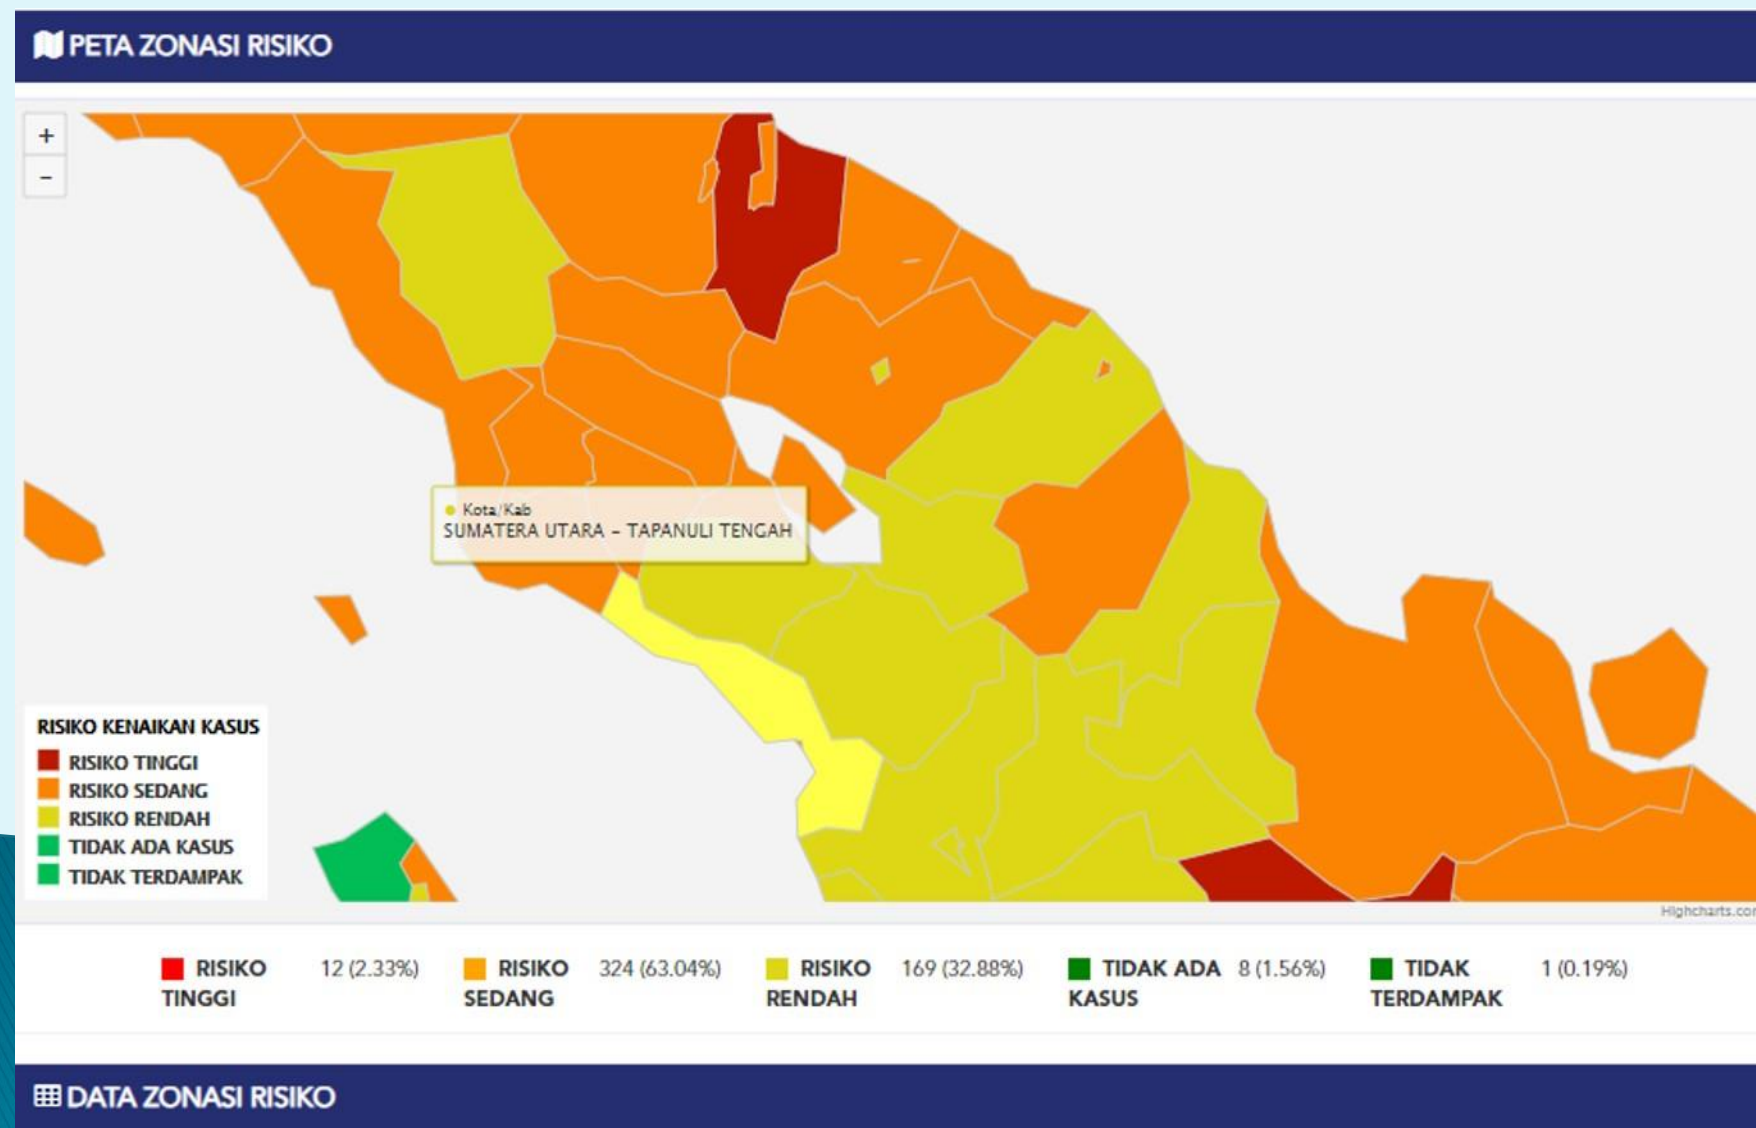 PETA ZONASI RISIKO
+
-
Kota/Kab
SUMATERA UTARA - TAPANULI TENGAH
RISIKO KENAIKAN KASUS
RISIKO TINGGI
RISIKO SEDANG
RISIKO RENDAH
TIDAK ADA KASUS
TIDAK TERDAMPAK
Highcharts.com
RISIKO TINGGI 12 (2.33%)
RISIKO SEDANG 324 (63.04%)
RISIKO RENDAH 169 (32.88%)
TIDAK ADA KASUS 8 (1.56%)
TIDAK TERDAMPAK 1 (0.19%)
DATA ZONASI RISIKO